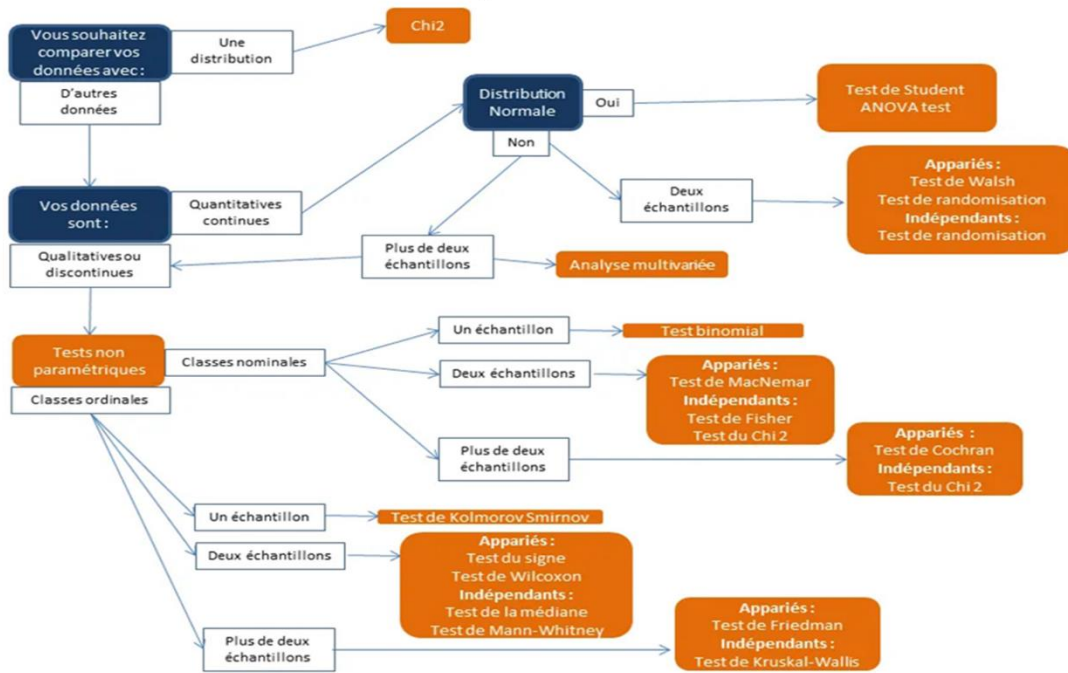 Vous souhaitez
comparer vos
données avec :
Une
distribution
Chi2
D'autres
données
Distribution
Normale
Oui
Test de Student
ANOVA test
Non
Deux
échantillons
Appariés :
Test de Walsh
Test de randomisation
Indépendants :
Test de randomisation
Vos données
sont :
Quantitatives
continues
Plus de deux
échantillons
Analyse multivariée
Qualitatives ou
discontinues
Tests non
paramétriques
Classes nominales
Un échantillon
Test binomial
Deux échantillons
Appariés :
Test de MacNemar
Indépendants :
Test de Fisher
Test du Chi 2
Plus de deux
échantillons
Appariés :
Test de Cochran
Indépendants :
Test du Chi 2
Classes ordinales
Un échantillon
Test de Kolmorov Smirnov
Deux échantillons
Appariés :
Test du signe
Test de Wilcoxon
Indépendants :
Test de la médiane
Test de Mann-Whitney
Plus de deux
échantillons
Appariés :
Test de Friedman
Indépendants :
Test de Kruskal-Wallis